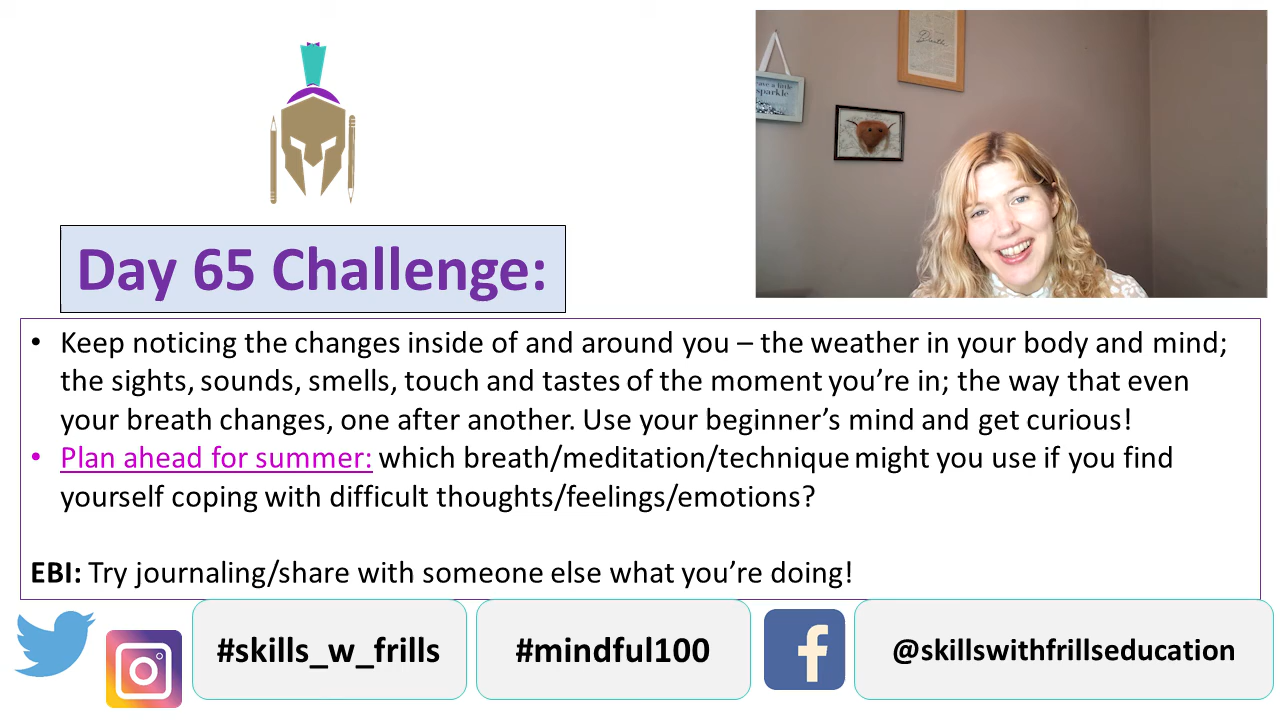 Death
ave a little
sparkle
Day 65 Challenge:
• Keep noticing the changes inside of and around you – the weather in your body and mind;
the sights, sounds, smells, touch and tastes of the moment you're in; the way that even
your breath changes, one after another. Use your beginner's mind and get curious!
• Plan ahead for summer: which breath/meditation/technique might you use if you find
yourself coping with difficult thoughts/feelings/emotions?
EBI: Try journaling/share with someone else what you're doing!
#skills_w_frills
#mindful100
@skillswithfrillseducation